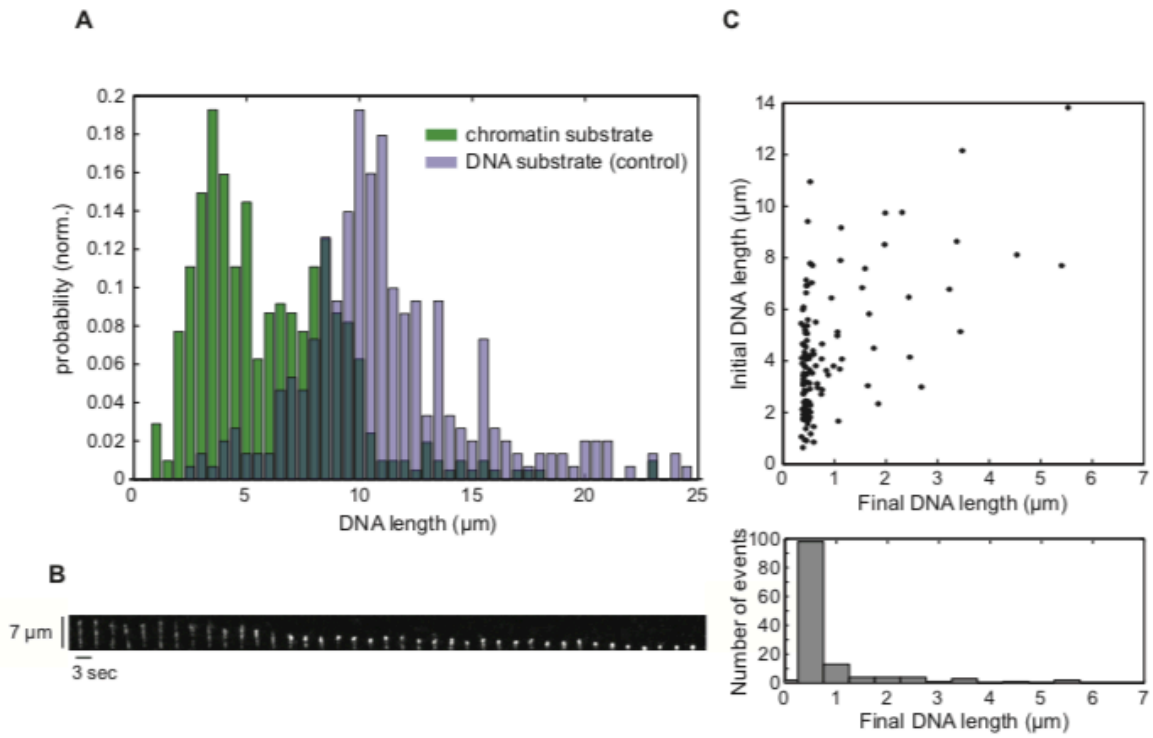 A
0.2
0.18
0.16
0.14
0.12
0.1
0.08
0.06
0.04
0.02
0
probability (norm.)
chromatin substrate
DNA substrate (control)
0 5 10 15 20 25
DNA length (µm)
B
7 µm
3 sec
C
14
12
10
8
6
4
2
0
Initial DNA length (µm)
0 1 2 3 4 5 6 7
Final DNA length (µm)
100
80
60
40
20
0
Number of events
0 1 2 3 4 5 6 7
Final DNA length (µm)